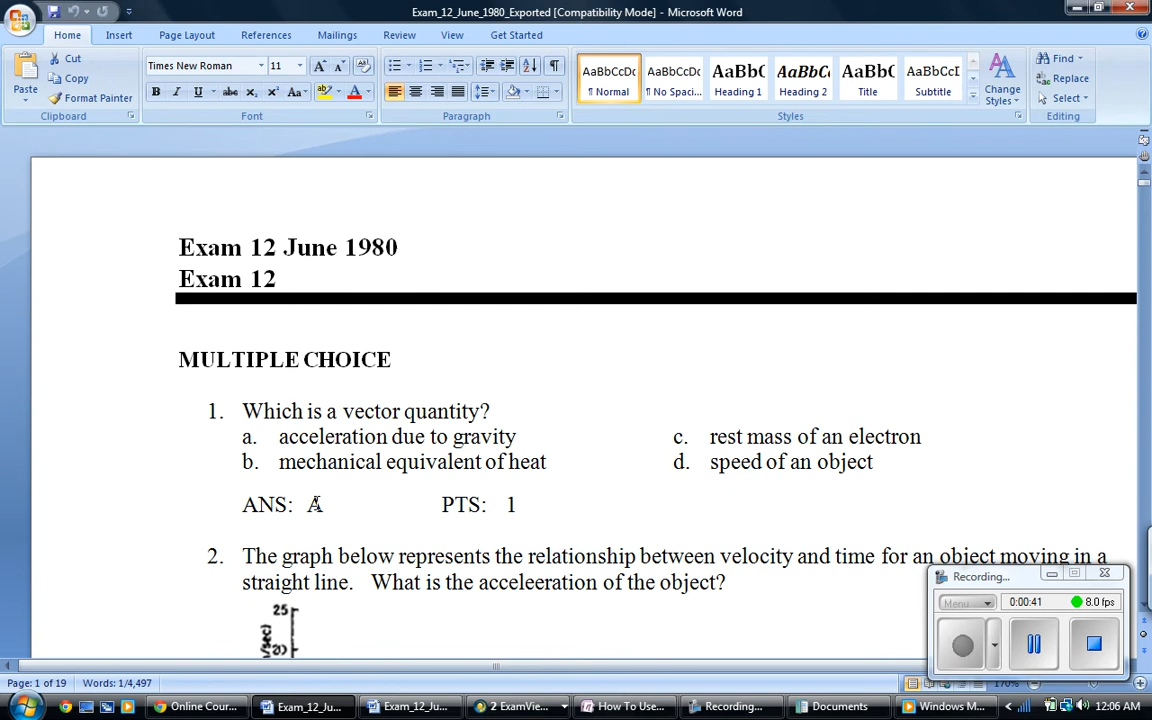 Exam_12_June_1980_Exported [Compatibility Mode] - Microsoft Word
Home Insert Page Layout References Mailings Review View Get Started
Paste
Cut
Copy
Format Painter
Clipboard
Times New Roman 11
Font
Paragraph
AaBbCcDc AaBbCcDc AaBbC AaBbCc AaBbC AaBbCcI
¶ Normal ¶ No Spaci... Heading 1 Heading 2 Title Subtitle
Styles
Change Styles
Find
Replace
Select
Editing
Exam 12 June 1980
Exam 12
MULTIPLE CHOICE
1. Which is a vector quantity?
a. acceleration due to gravity c. rest mass of an electron
b. mechanical equivalent of heat d. speed of an object
ANS: A PTS: 1
2. The graph below represents the relationship between velocity and time for an object moving in a
straight line. What is the acceleeration of the object?
25
20
Recording...
Menu 0:00:41 8.0 fps
Page: 1 of 19 Words: 1/4,497 170%
Online Cour... Exam_12_Ju... Exam_12_Ju... 2 ExamVie... How To Use... Recording... Documents Windows M... 12:06 AM